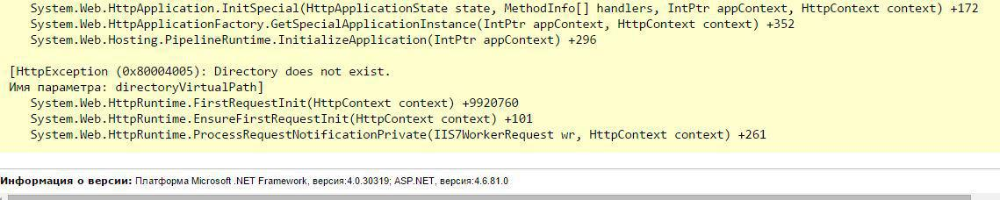 System.Web.HttpApplication.InitSpecial(HttpApplicationState state, MethodInfo[] handlers, IntPtr appContext, HttpContext context) +172
System.Web.HttpApplicationFactory.GetSpecialApplicationInstance(IntPtr appContext, HttpContext context) +352
System.Web.Hosting.PipelineRuntime.InitializeApplication(IntPtr appContext) +296
[HttpException (0x80004005): Directory does not exist.
Имя параметра: directoryVirtualPath]
System.Web.HttpRuntime.FirstRequestInit(HttpContext context) +9920760
System.Web.HttpRuntime.EnsureFirstRequestInit(HttpContext context) +101
System.Web.HttpRuntime.ProcessRequestNotificationPrivate(IIS7WorkerRequest wr, HttpContext context) +261
Информация о версии: Платформа Microsoft .NET Framework, версия:4.0.30319; ASP.NET, версия:4.6.81.0